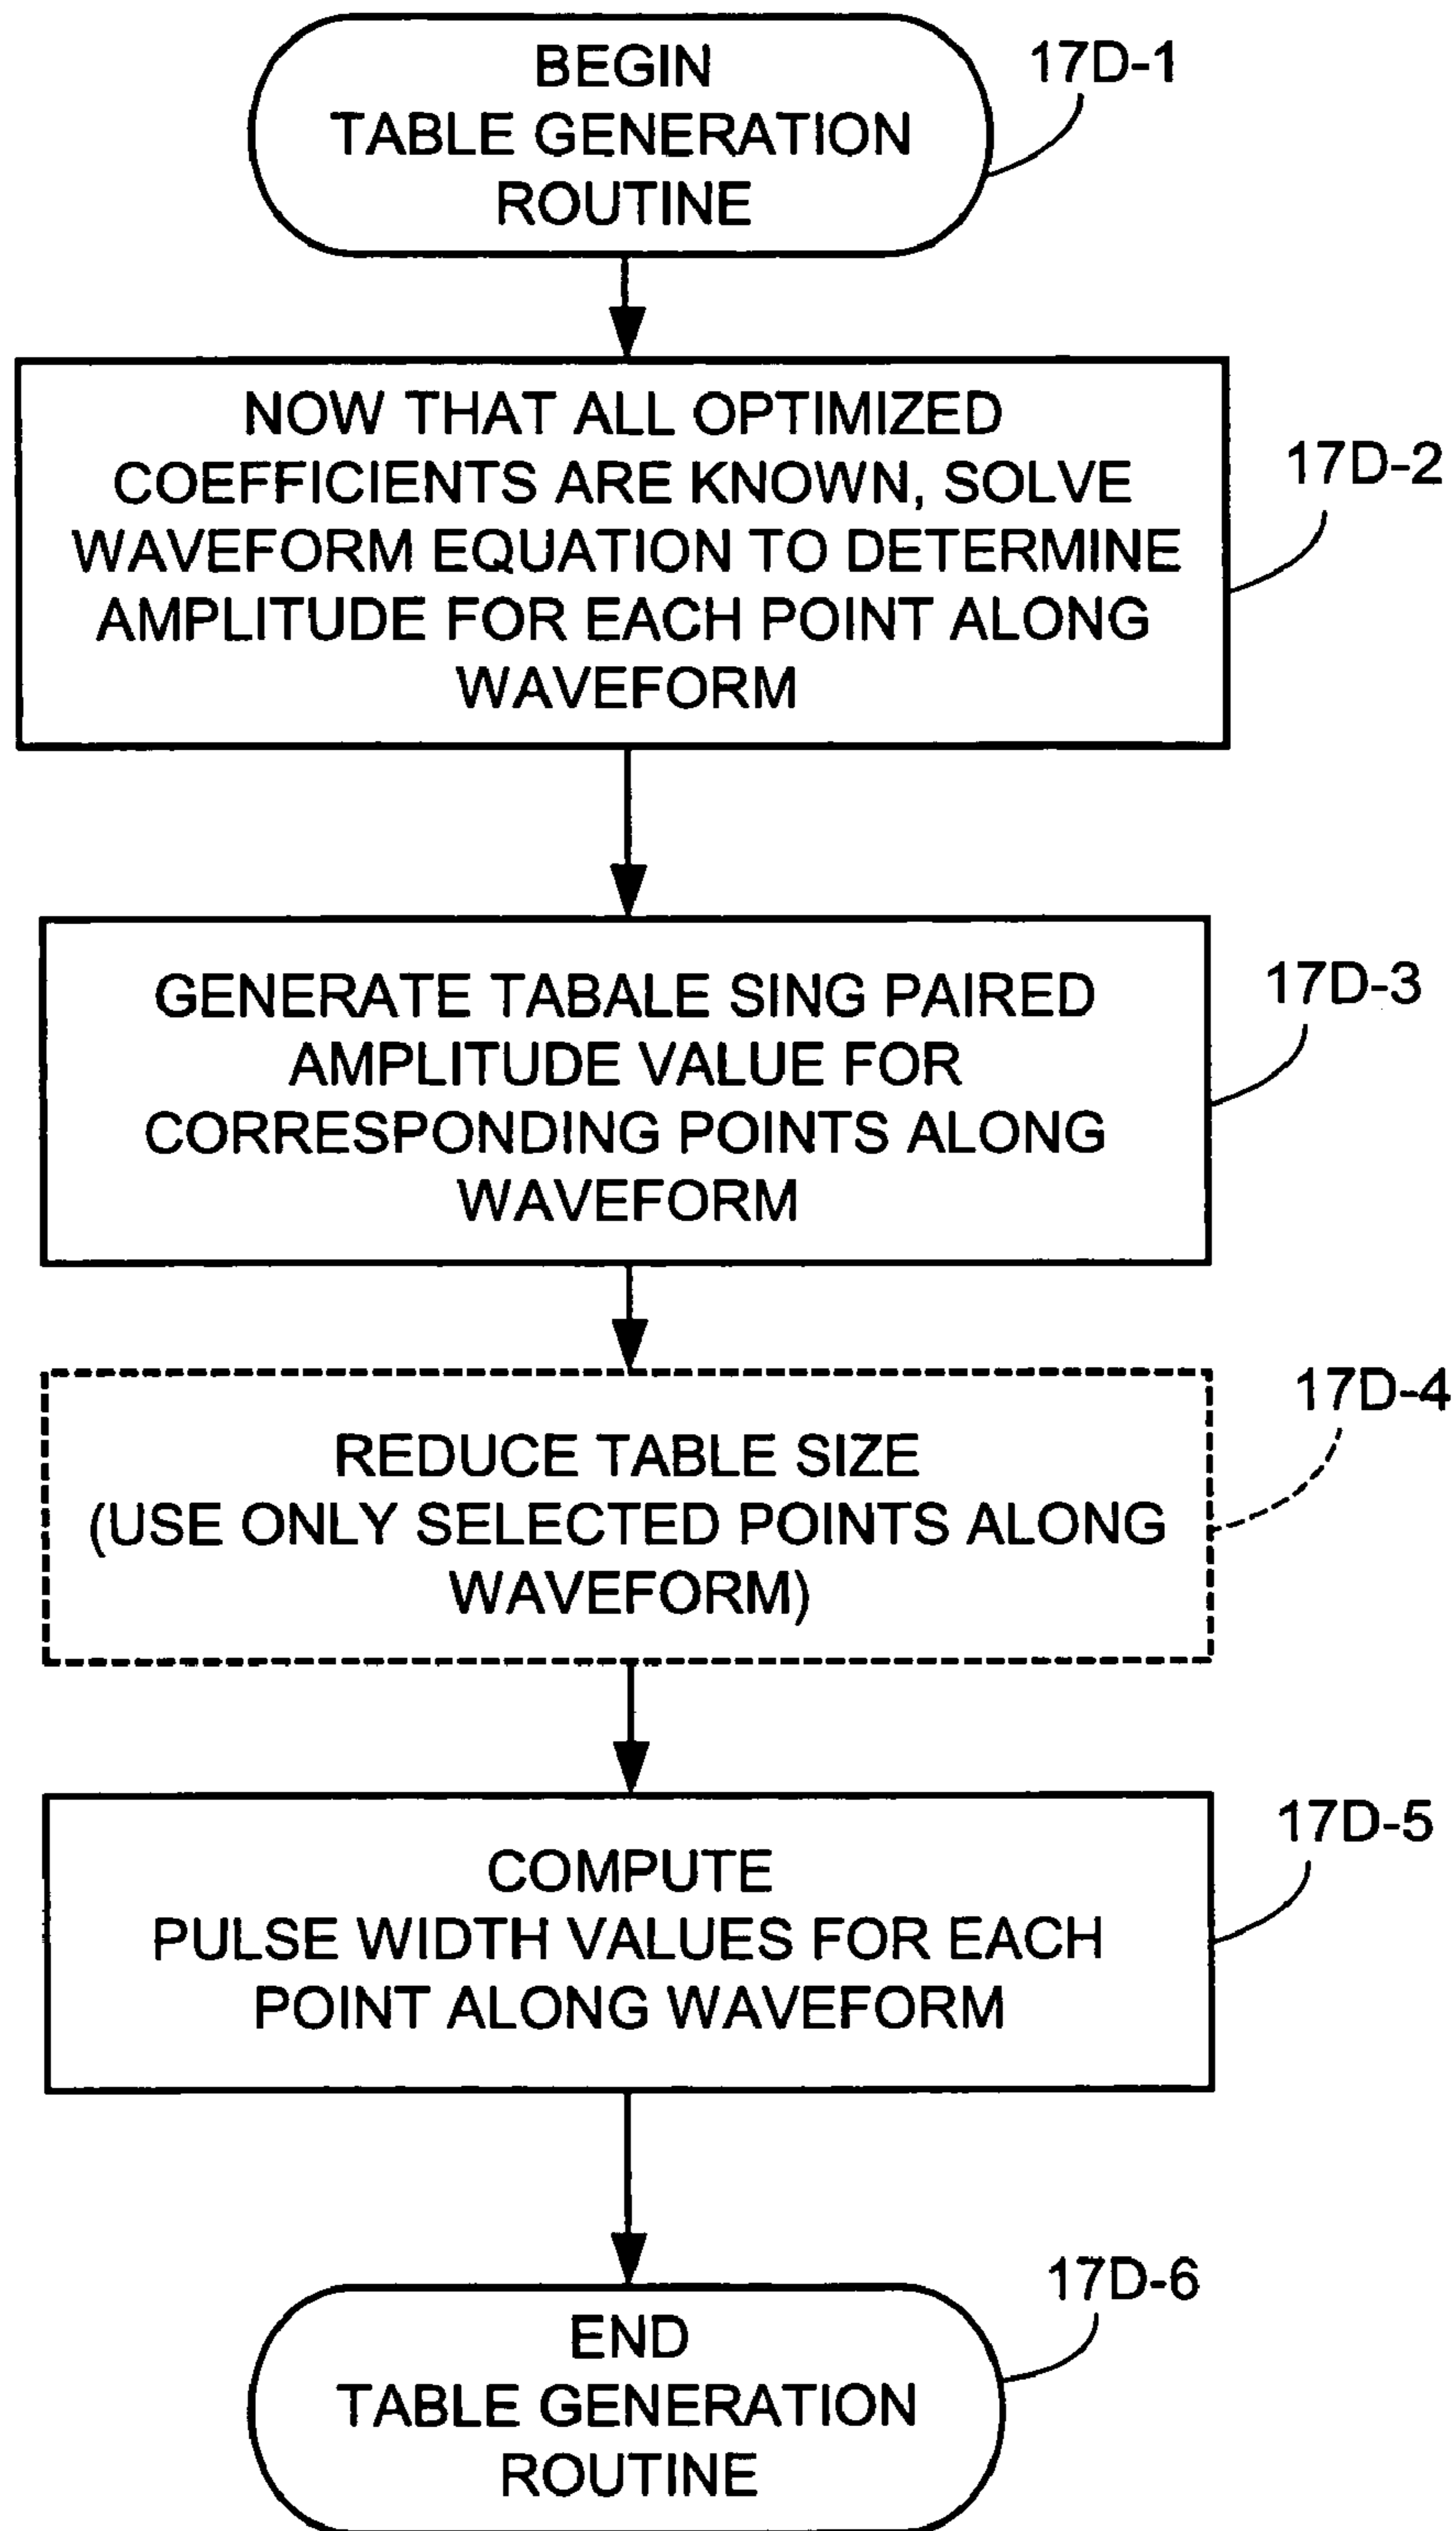 BEGIN
TABLE GENERATION
ROUTINE
17D-1
NOW THAT ALL OPTIMIZED
COEFFICIENTS ARE KNOWN, SOLVE
WAVEFORM EQUATION TO DETERMINE
AMPLITUDE FOR EACH POINT ALONG
WAVEFORM
17D-2
GENERATE TABALE SING PAIRED
AMPLITUDE VALUE FOR
CORRESPONDING POINTS ALONG
WAVEFORM
17D-3
REDUCE TABLE SIZE
(USE ONLY SELECTED POINTS ALONG
WAVEFORM)
17D-4
COMPUTE
PULSE WIDTH VALUES FOR EACH
POINT ALONG WAVEFORM
17D-5
END
TABLE GENERATION
ROUTINE
17D-6